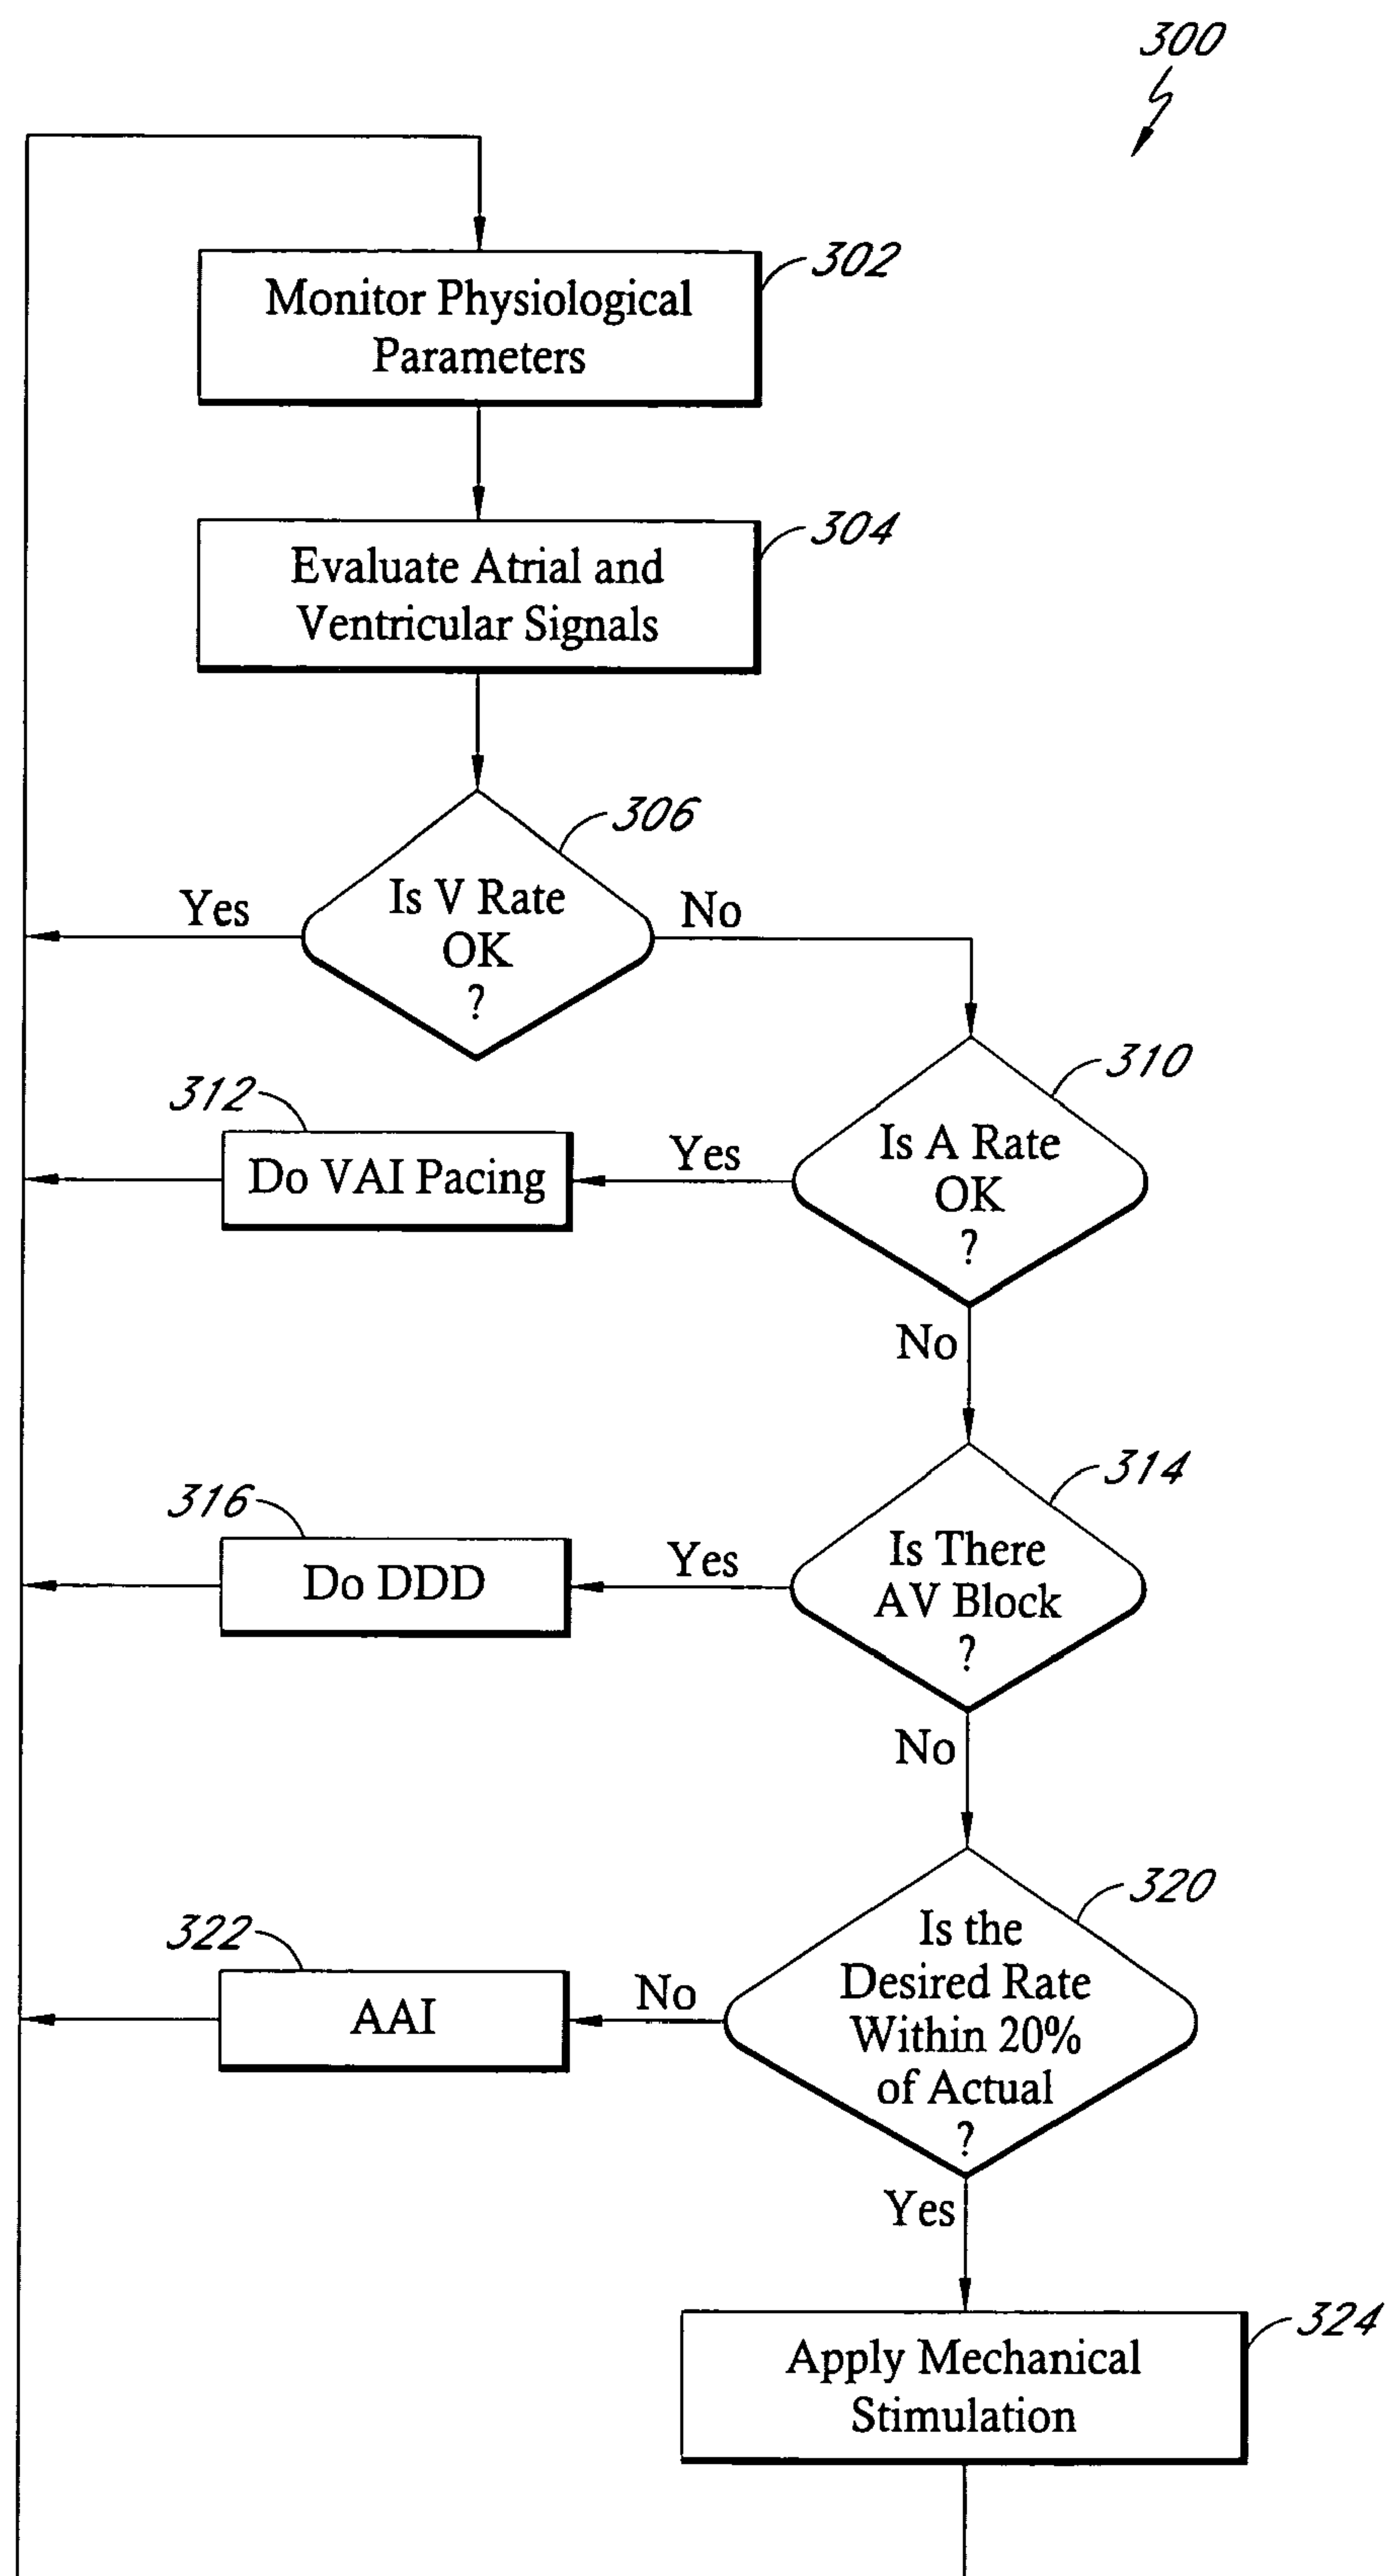 300
302
Monitor Physiological
Parameters
304
Evaluate Atrial and
Ventricular Signals
306
Is V Rate
OK
?
Yes
No
310
Is A Rate
OK
?
312
Do VAI Pacing
Yes
No
314
Is There
AV Block
?
316
Do DDD
Yes
No
320
Is the
Desired Rate
Within 20%
of Actual
?
322
AAI
No
Yes
324
Apply Mechanical
Stimulation